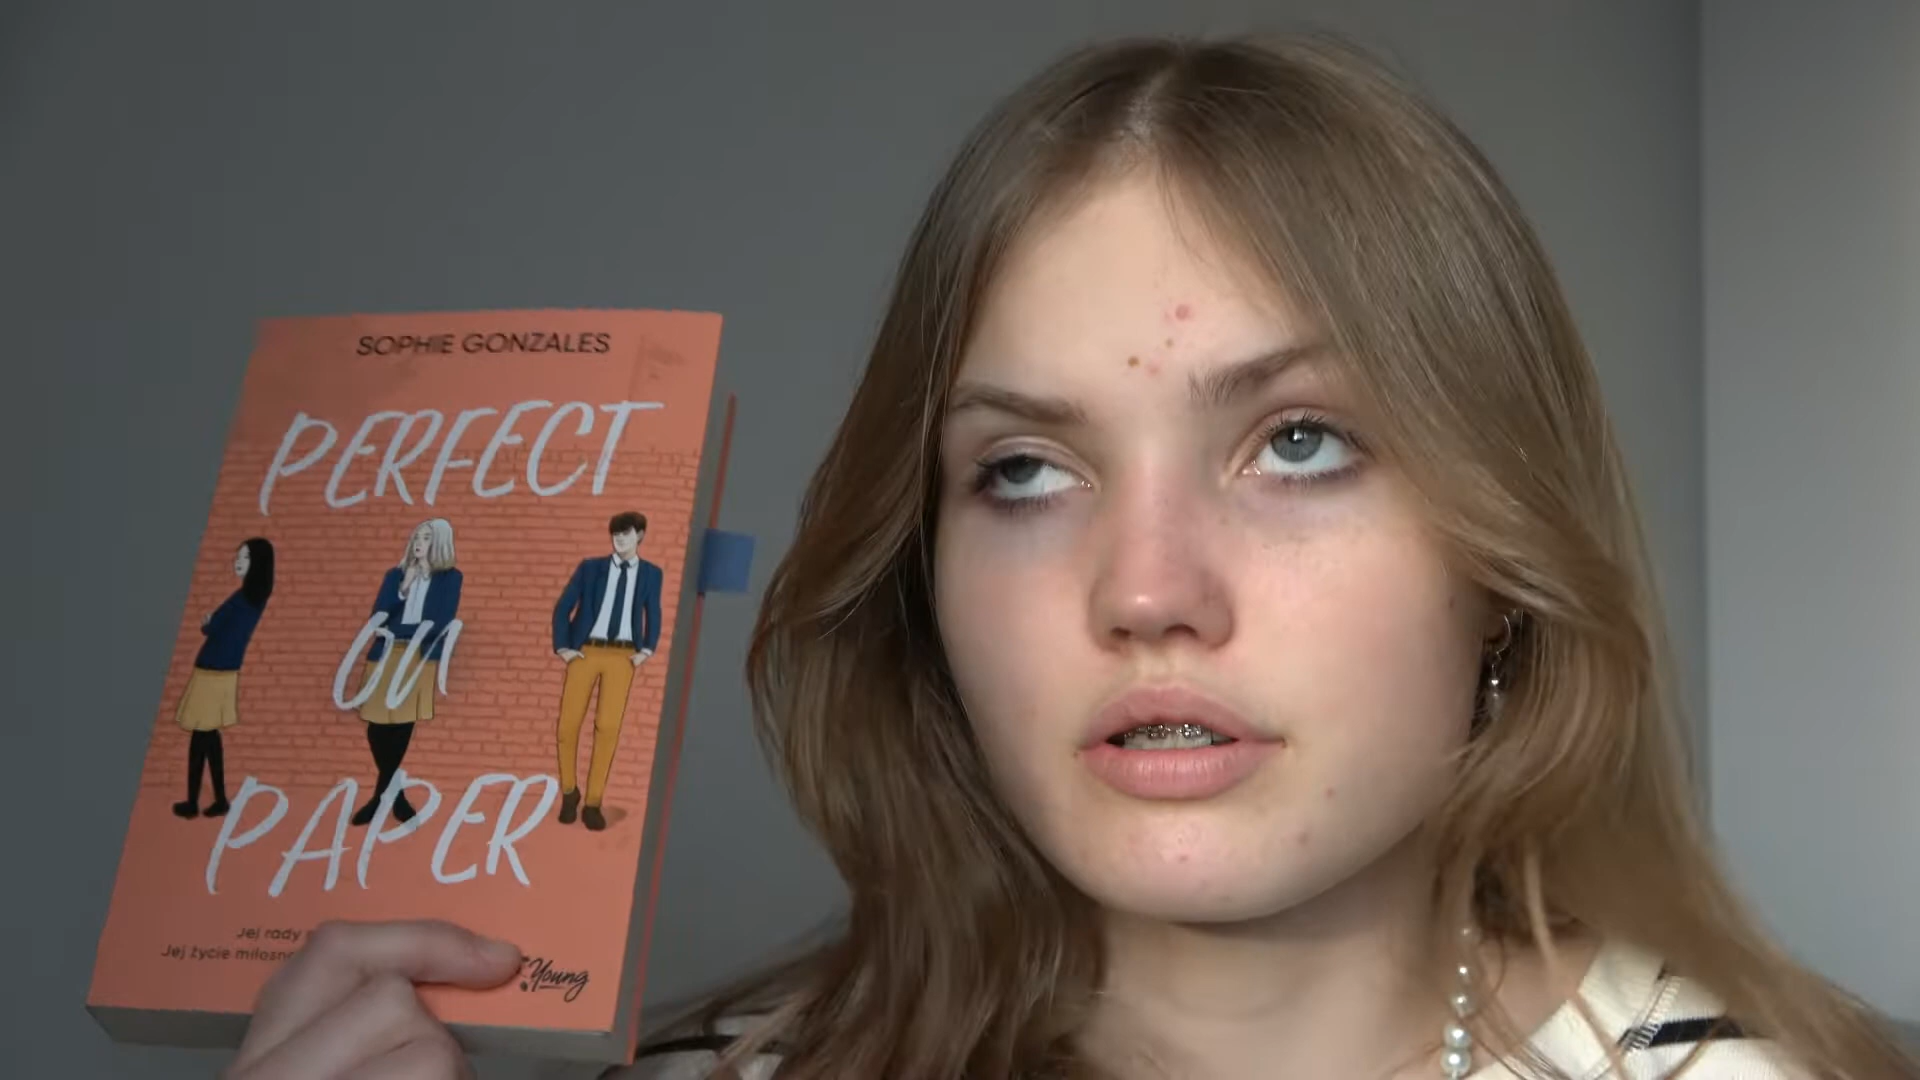 SOPHIE GONZALES
PERFECT
on
PAPER
Jej rady
Jej życie miłosne
Young